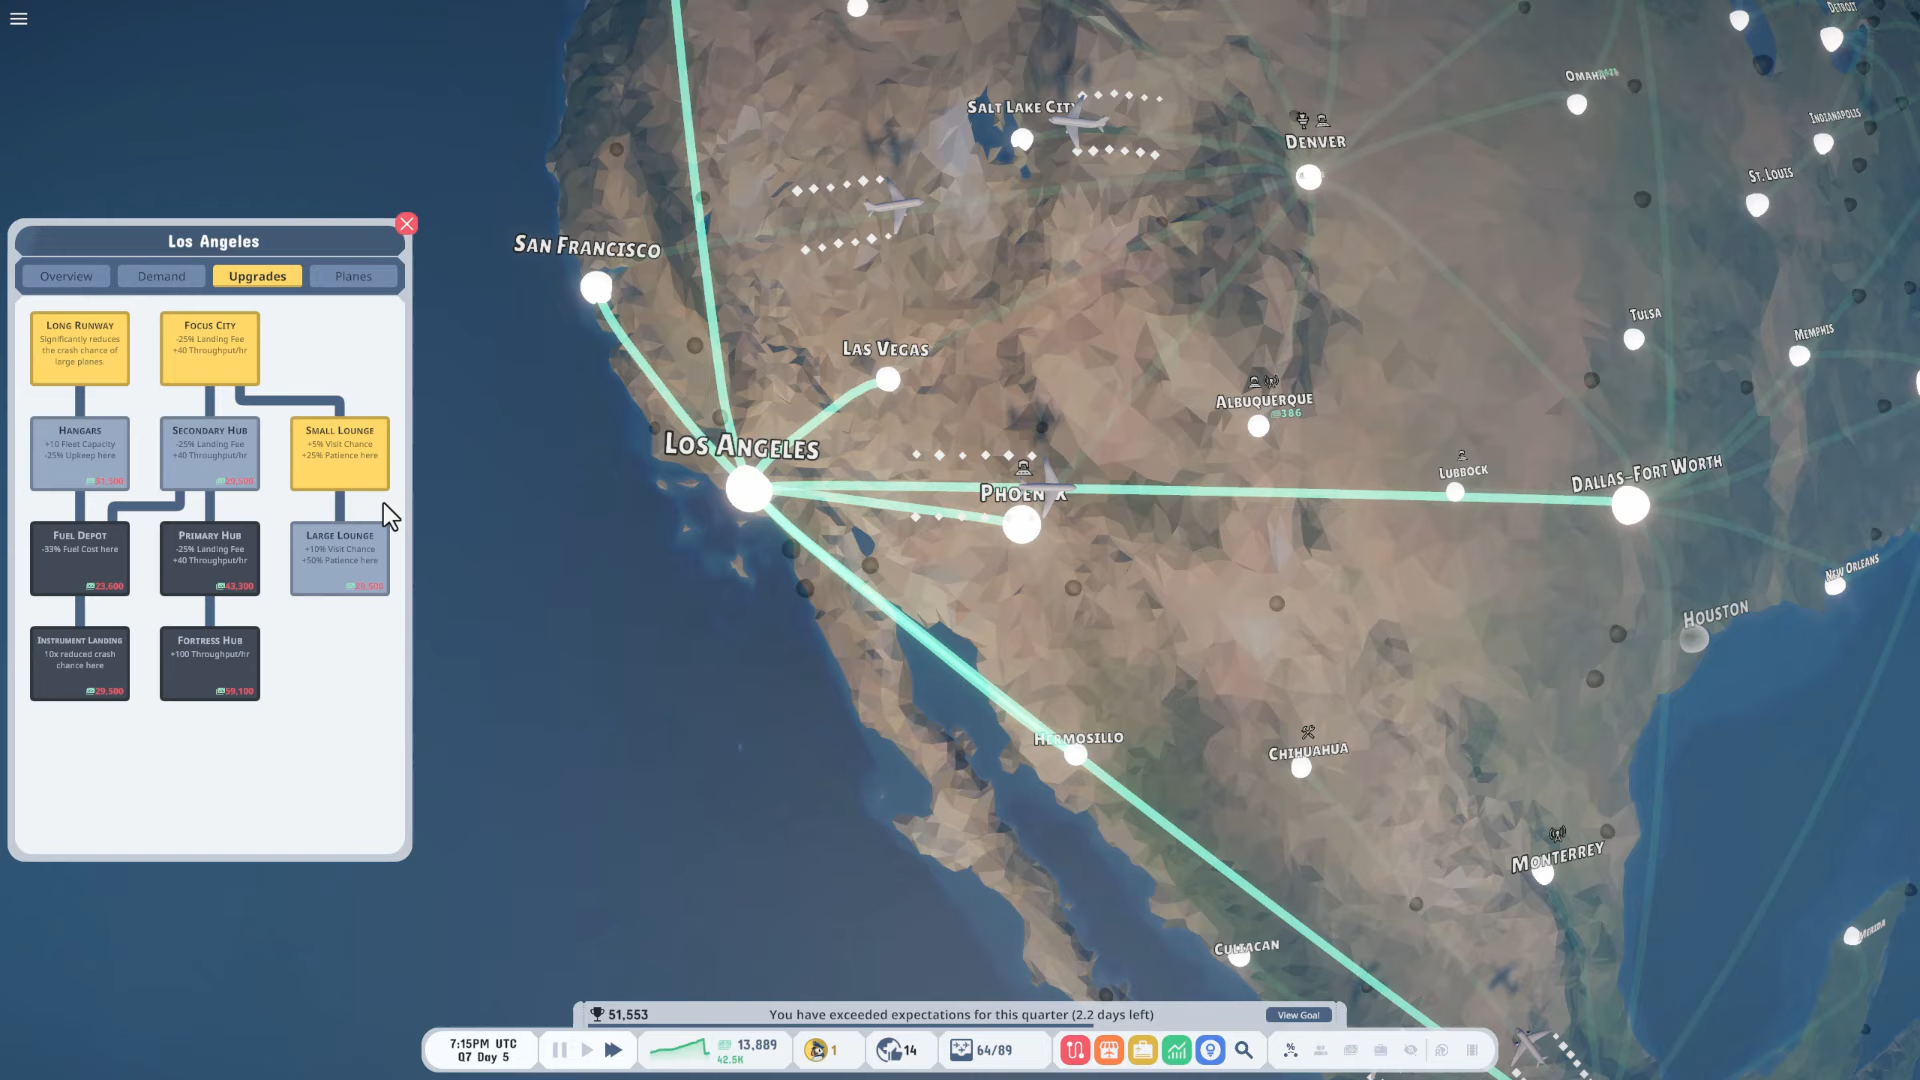 Los Angeles
Overview
Demand
Upgrades
Planes
LONG RUNWAY
Significantly reduces
the crash chance of
large planes.
FOCUS CITY
-25% Landing Fee
+40 Throughput/hr
HANGARS
+10 Fleet Capacity
-25% Upkeep here
31,500
SECONDARY HUB
-25% Landing Fee
+40 Throughput/hr
29,500
SMALL LOUNGE
+5% Visit Chance
+25% Patience here
FUEL DEPOT
-33% Fuel Cost here
23,600
PRIMARY HUB
-25% Landing Fee
+40 Throughput/hr
43,300
LARGE LOUNGE
+10% Visit Chance
+50% Patience here
INSTRUMENT LANDING
10x reduced crash
chance here
29,500
FORTRESS HUB
+100 Throughput/hr
59,100
DETROIT
OMAHA
SALT LAKE CITY
INDIANAPOLIS
DENVER
ST. LOUIS
SAN FRANCISCO
TULSA
MEMPHIS
LAS VEGAS
ALBUQUERQUE
386
LOS ANGELES
LUBBOCK
DALLAS-FORT WORTH
PHOENIX
NEW ORLEANS
HOUSTON
HERMOSILLO
CHIHUAHUA
MONTERREY
CULIACAN
MERIDA
51,553
You have exceeded expectations for this quarter (2.2 days left)
View Goal
7:15PM UTC
Q7 Day 5
13,889
42.5K
1
14
64/89